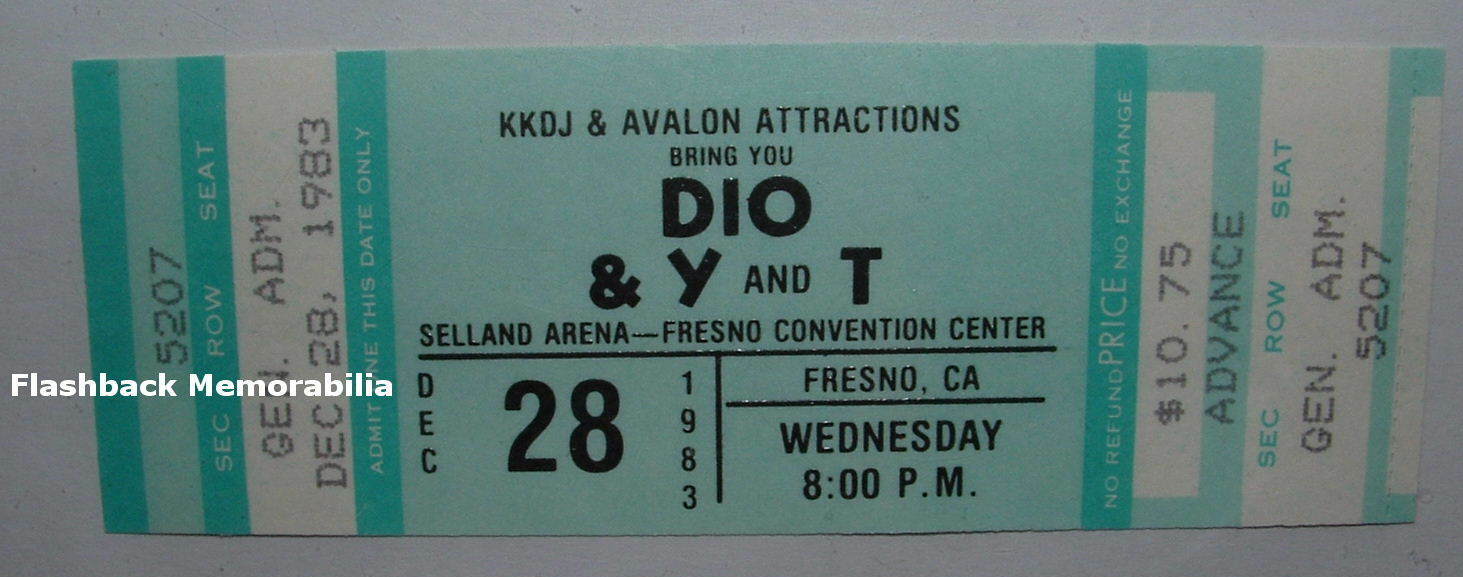 5207
SEC ROW SEAT
GEN. ADM.
DEC 28, 1983
ADMIT ONE THIS DATE ONLY
KKDJ & AVALON ATTRACTIONS
BRING YOU
DIO
& Y AND T
SELLAND ARENA—FRESNO CONVENTION CENTER
DEC
28
1983
FRESNO, CA
WEDNESDAY
8:00 P.M.
NO REFUND PRICE NO EXCHANGE
$10.75
ADVANCE
SEC ROW SEAT
GEN. ADM.
5207
Flashback Memorabilia